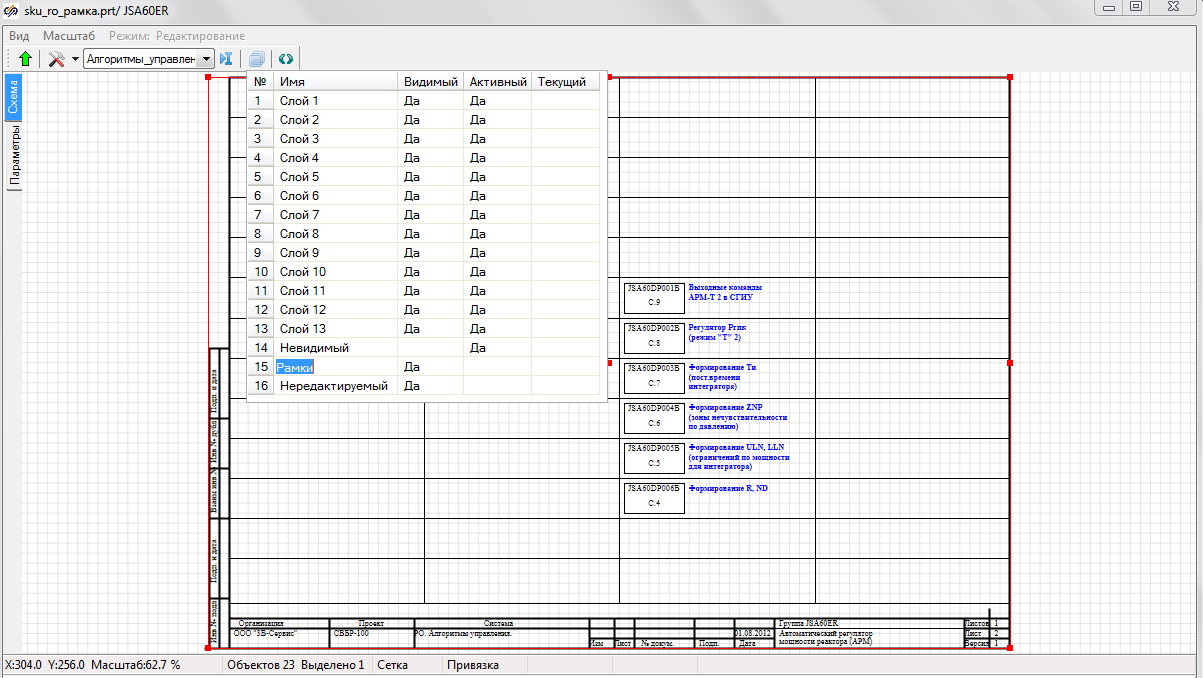 sku_ro_рамка.prt/ JSA60ER
Вид Масштаб Режим: Редактирование
Алгоритмы_управлен
Схема
Параметры
№ Имя Видимый Активный Текущий
1 Слой 1 Да Да
2 Слой 2 Да Да
3 Слой 3 Да Да
4 Слой 4 Да Да
5 Слой 5 Да Да
6 Слой 6 Да Да
7 Слой 7 Да Да
8 Слой 8 Да Да
9 Слой 9 Да Да
10 Слой 10 Да Да
11 Слой 11 Да Да
12 Слой 12 Да Да
13 Слой 13 Да Да
14 Невидимый Да
15 Рамки Да
16 Нередактируемый Да
JSA60DP001B
С.9
Выходные команды
АРМ-Т 2 в СГИУ
JSA60DP002B
С.8
Регулятор Ргпк
(режим "Т" 2)
JSA60DP003B
С.7
Формирование Ти
(пост.времени
интегратора)
JSA60DP004B
С.6
Формирование ZNP
(зоны нечувствительности
по давлению)
JSA60DP005B
С.5
Формирование ULN, LLN
(ограничений по мощности
для интегратора)
JSA60DP006B
С.4
Формирование R, ND
Подп. и дата
Инв № дубл
Взаим инв №
Подп. и дата
Инв № подл
Организация Проект Система Группа JSA60ER Листов 1
ООО "ЗВ-Сервис" СВБР-100 РО. Алгоритмы управления. 01.08.2012 Автоматический регулятор Лист 2
Изм Лист № докум. Подп. Дата мощности реактора (АРМ) Версия 1
X:304.0 Y:256.0 Масштаб:62.7 % Объектов 23 Выделено 1 Сетка Привязка